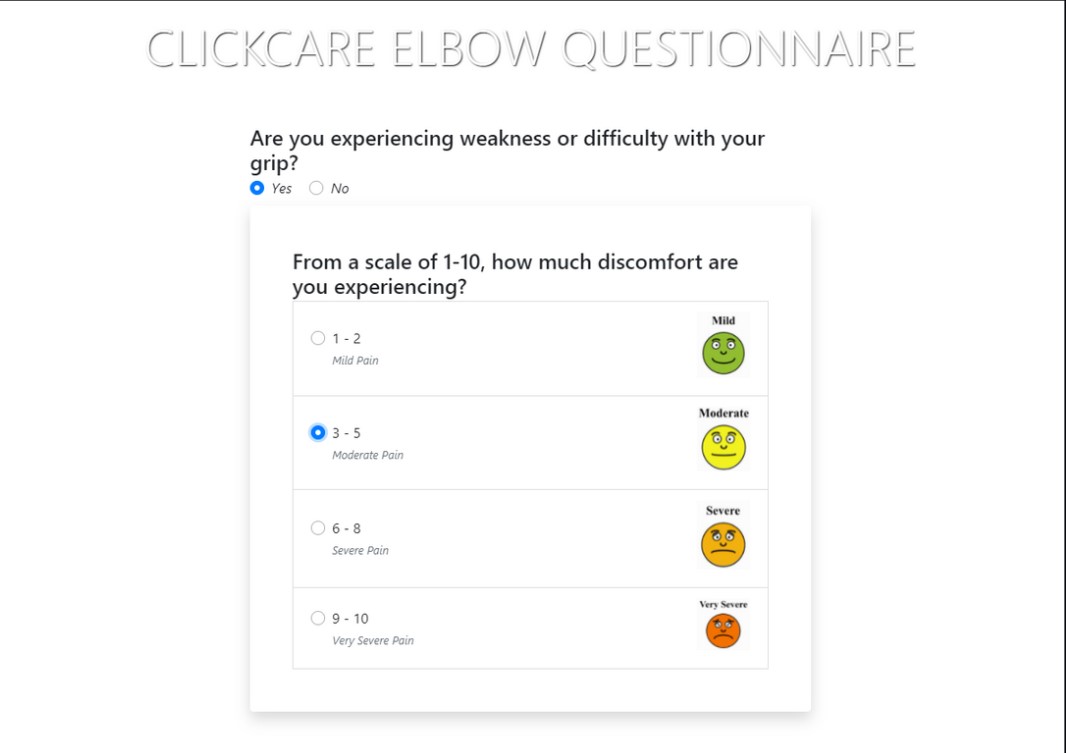 CLICKCARE ELBOW QUESTIONNAIRE
Are you experiencing weakness or difficulty with your
grip?
Yes No
From a scale of 1-10, how much discomfort are
you experiencing?
1 - 2
Mild Pain
Mild
3 - 5
Moderate Pain
Moderate
6 - 8
Severe Pain
Severe
9 - 10
Very Severe Pain
Very Severe